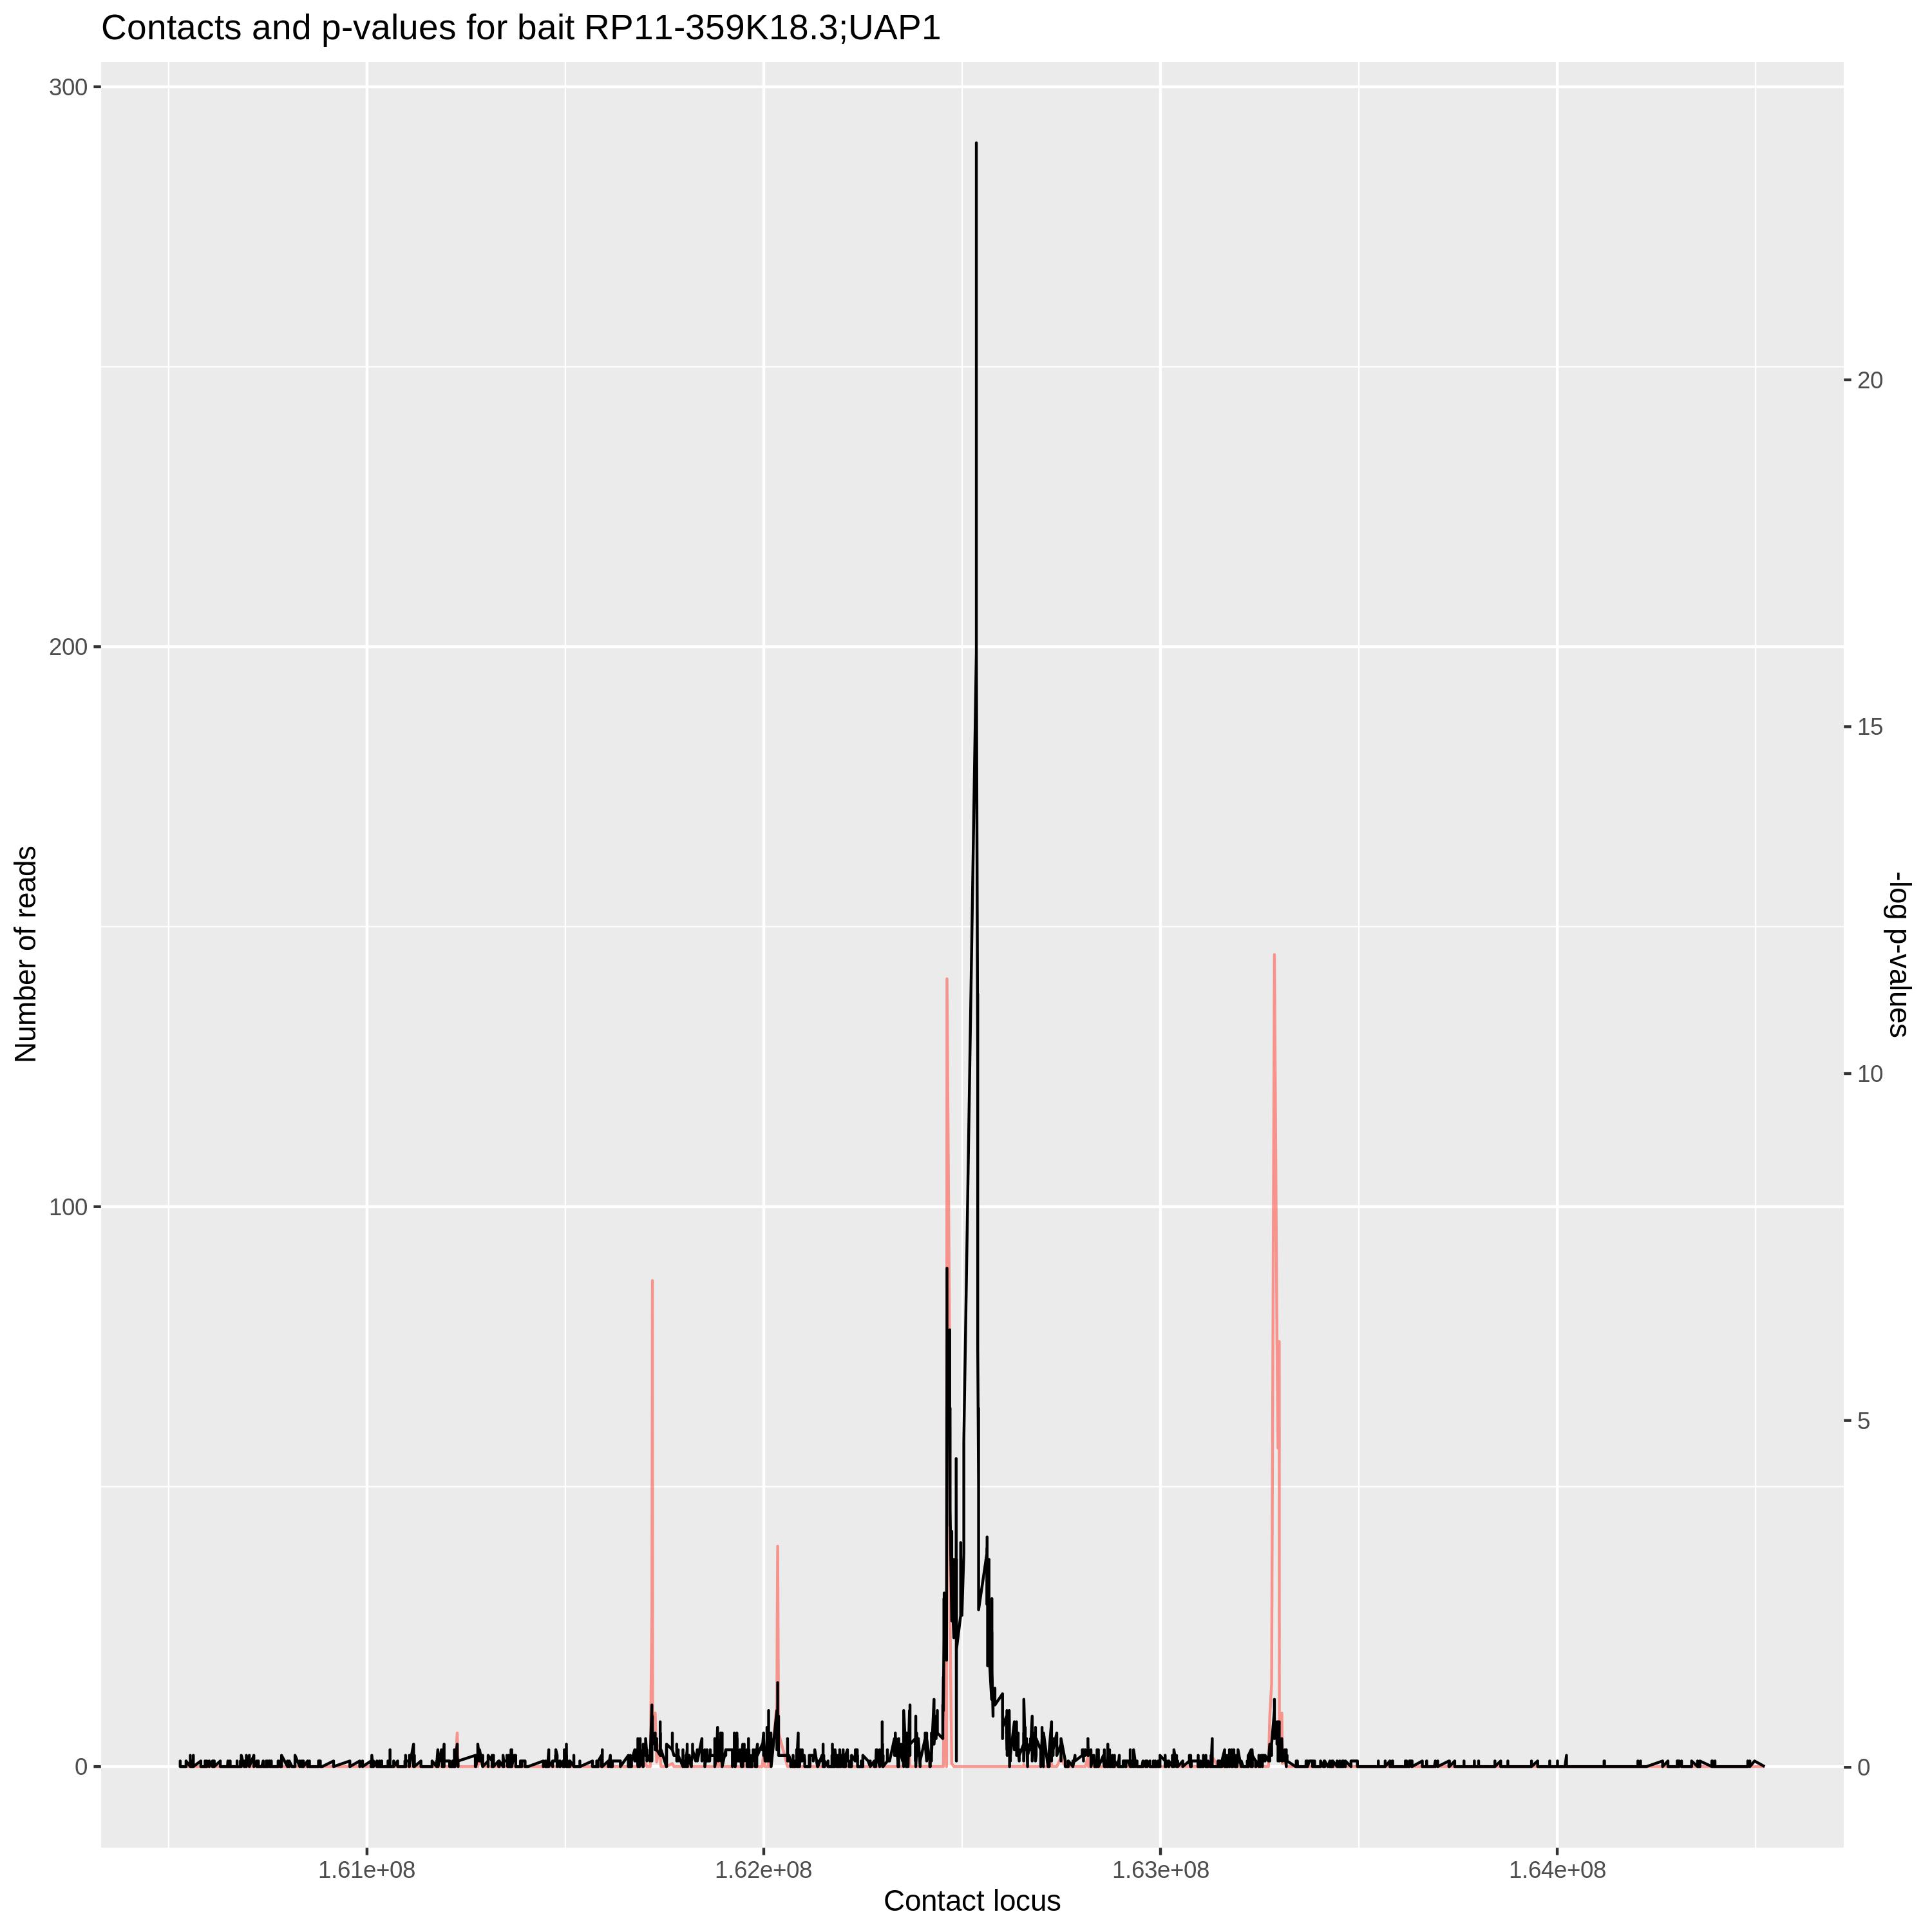 Contacts and p-values for bait RP11-359K18.3;UAP1
300
200
100
0
Number of reads
20
15
10
5
0
-log p-values
1.61e+08
1.62e+08
1.63e+08
1.64e+08
Contact locus